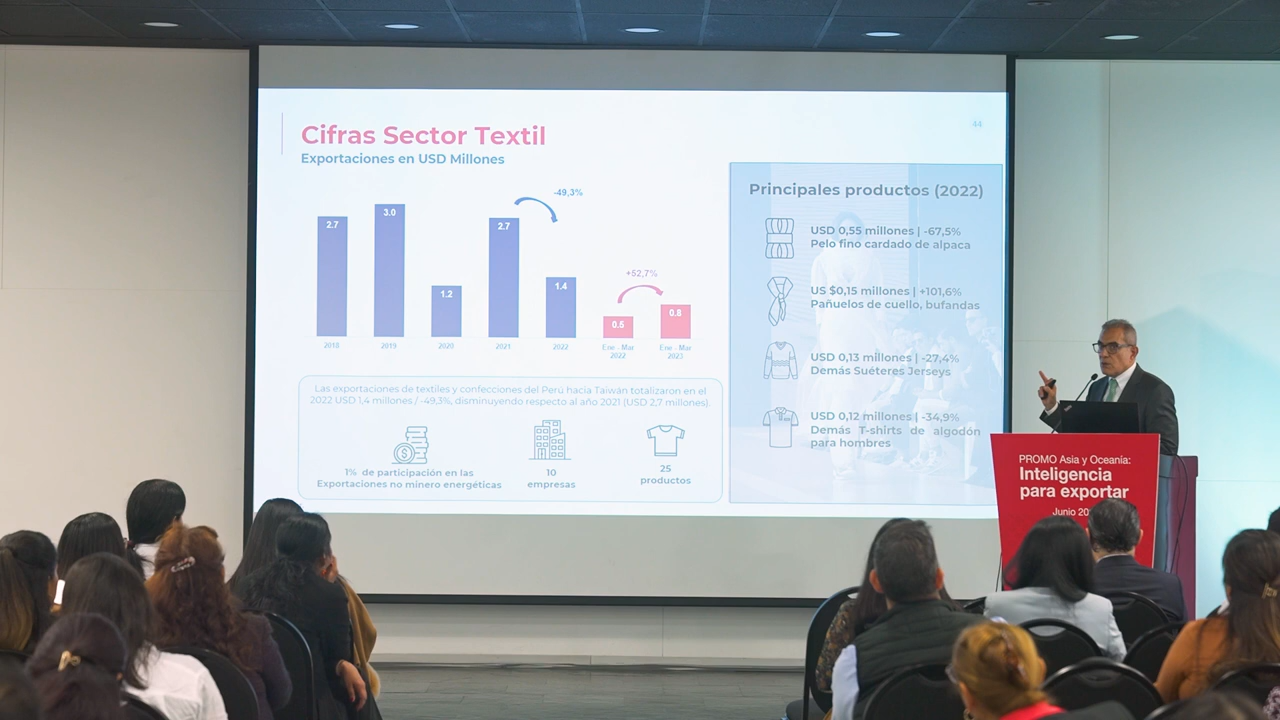 44
Cifras Sector Textil
Exportaciones en USD Millones
-49,3%
2.7
3.0
1.2
2.7
1.4
+52,7%
0.5
0.8
2018
2019
2020
2021
2022
Ene - Mar
2022
Ene - Mar
2023
Las exportaciones de textiles y confecciones del Perú hacia Taiwán totalizaron en el
2022 USD 1,4 millones / -49,3%, disminuyendo respecto al año 2021 (USD 2,7 millones).
1% de participación en las
Exportaciones no minero energéticas
10
empresas
25
productos
Principales productos (2022)
USD 0,55 millones | -67,5%
Pelo fino cardado de alpaca
US $0,15 millones | +101,6%
Pañuelos de cuello, bufandas
USD 0,13 millones | -27,4%
Demás Suéteres Jerseys
USD 0,12 millones | -34,9%
Demás T-shirts de algodón
para hombres
PROMO Asia y Oceanía:
Inteligencia
para exportar
Junio